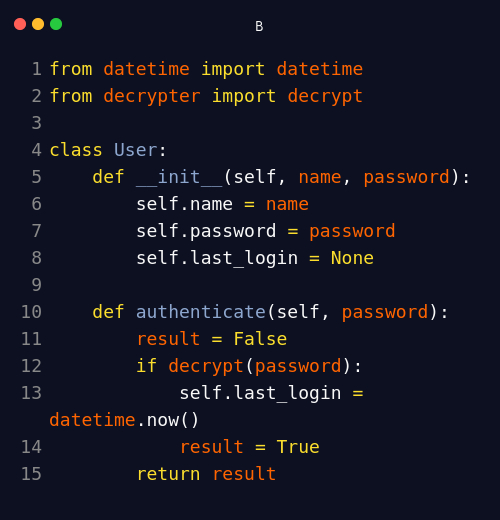 B
1 from datetime import datetime
2 from decrypter import decrypt
3
4 class User:
5     def __init__(self, name, password):
6         self.name = name
7         self.password = password
8         self.last_login = None
9
10     def authenticate(self, password):
11         result = False
12         if decrypt(password):
13             self.last_login =
datetime.now()
14             result = True
15         return result